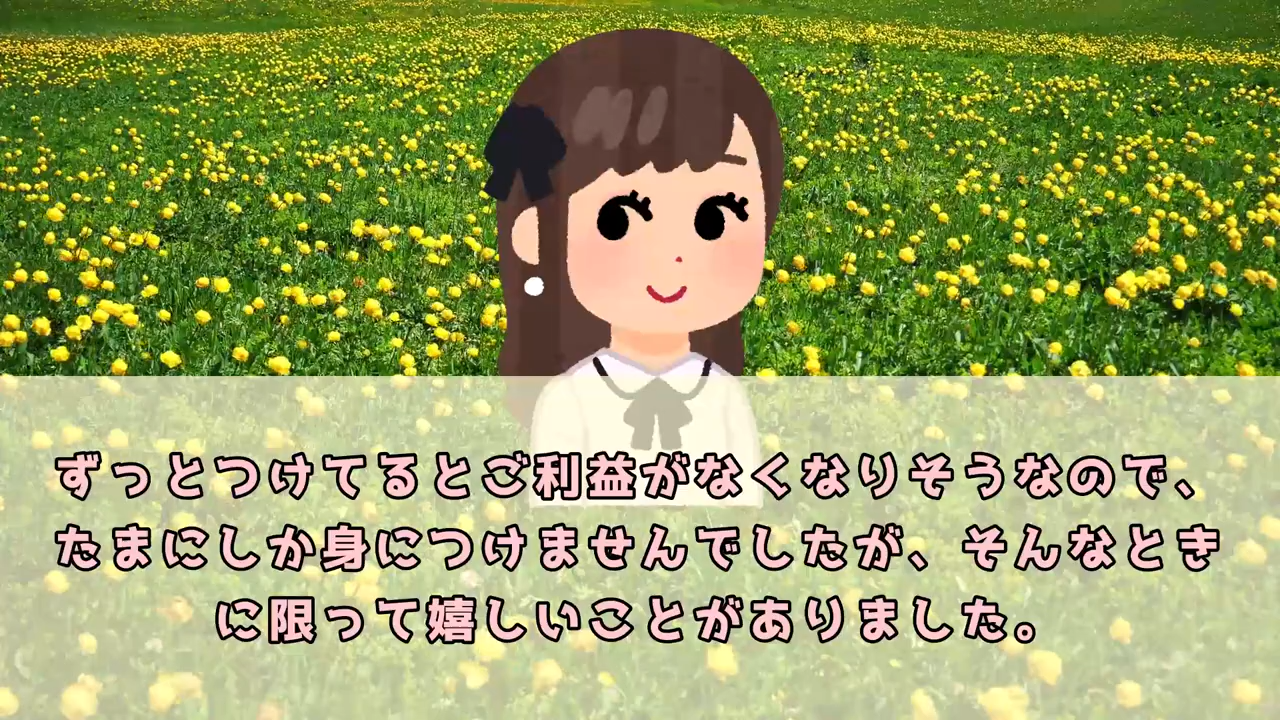 ずっとつけてるとご利益がなくなりそうなので、
たまにしか身につけませんでしたが、そんなとき
に限って嬉しいことがありました。